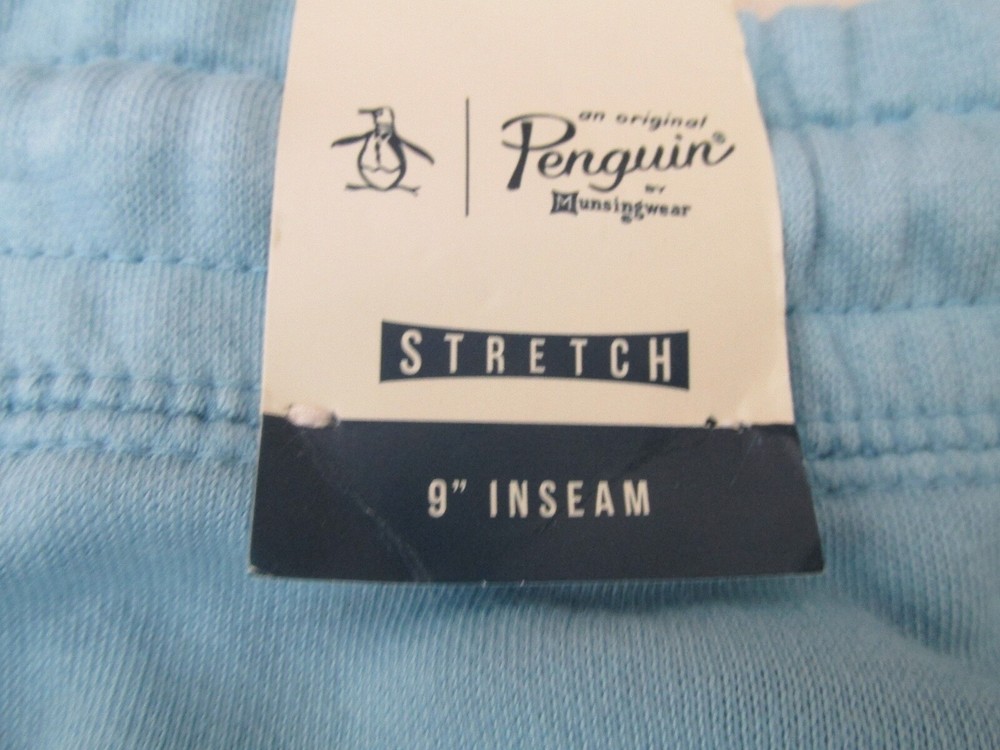 an original
Penguin®
BY
Munsingwear
STRETCH
9" INSEAM